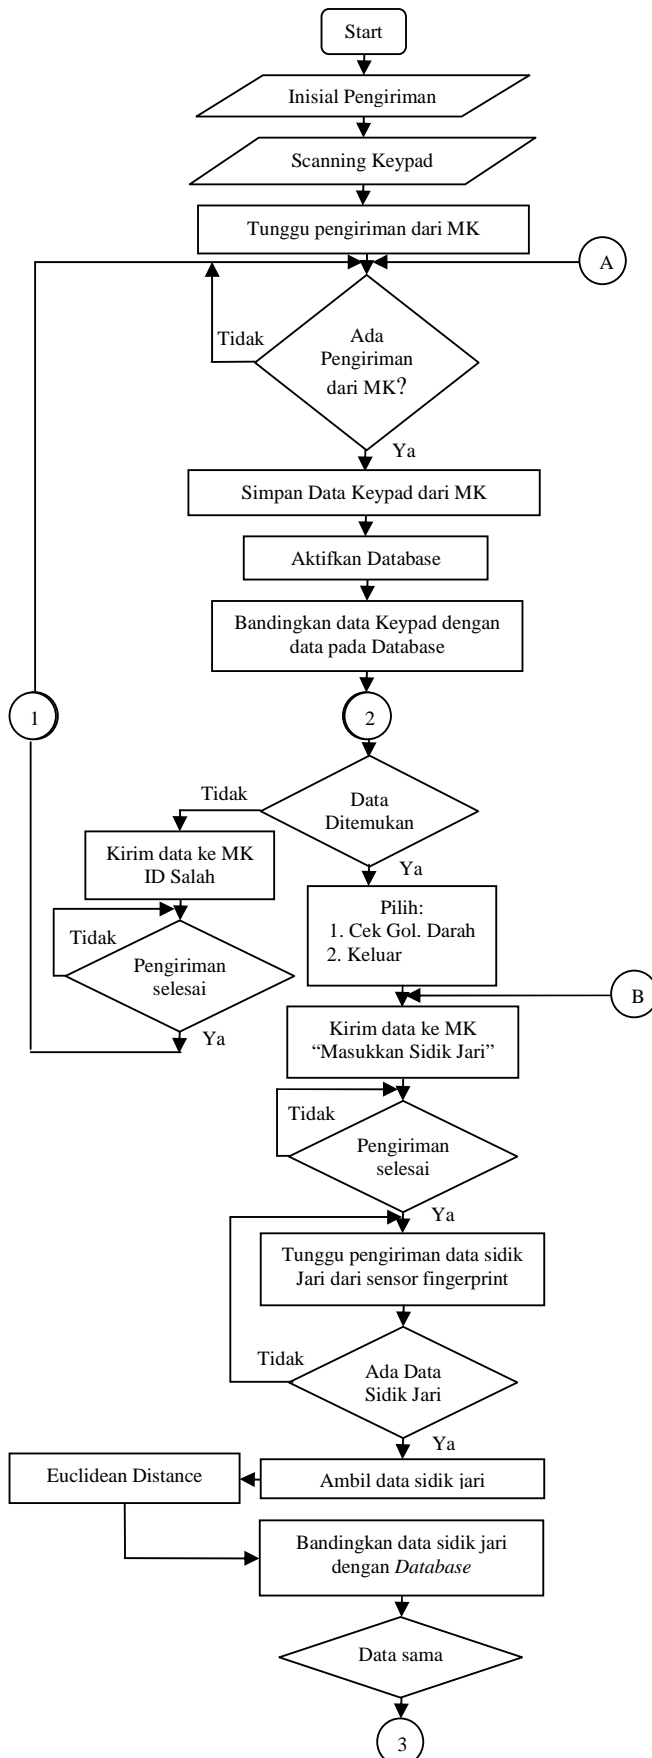 Start
Inisial Pengiriman
Scanning Keypad
Tunggu pengiriman dari MK
A
Tidak
Ada
Pengiriman
dari MK?
Ya
Simpan Data Keypad dari MK
Aktifkan Database
Bandingkan data Keypad dengan
data pada Database
1
2
Tidak
Data
Ditemukan
Kirim data ke MK
ID Salah
Ya
Pilih:
1. Cek Gol. Darah
2. Keluar
Tidak
Pengiriman
selesai
B
Ya
Kirim data ke MK
“Masukkan Sidik Jari”
Tidak
Pengiriman
selesai
Ya
Tunggu pengiriman data sidik
Jari dari sensor fingerprint
Tidak
Ada Data
Sidik Jari
Ya
Euclidean Distance
Ambil data sidik jari
Bandingkan data sidik jari
dengan Database
Data sama
3